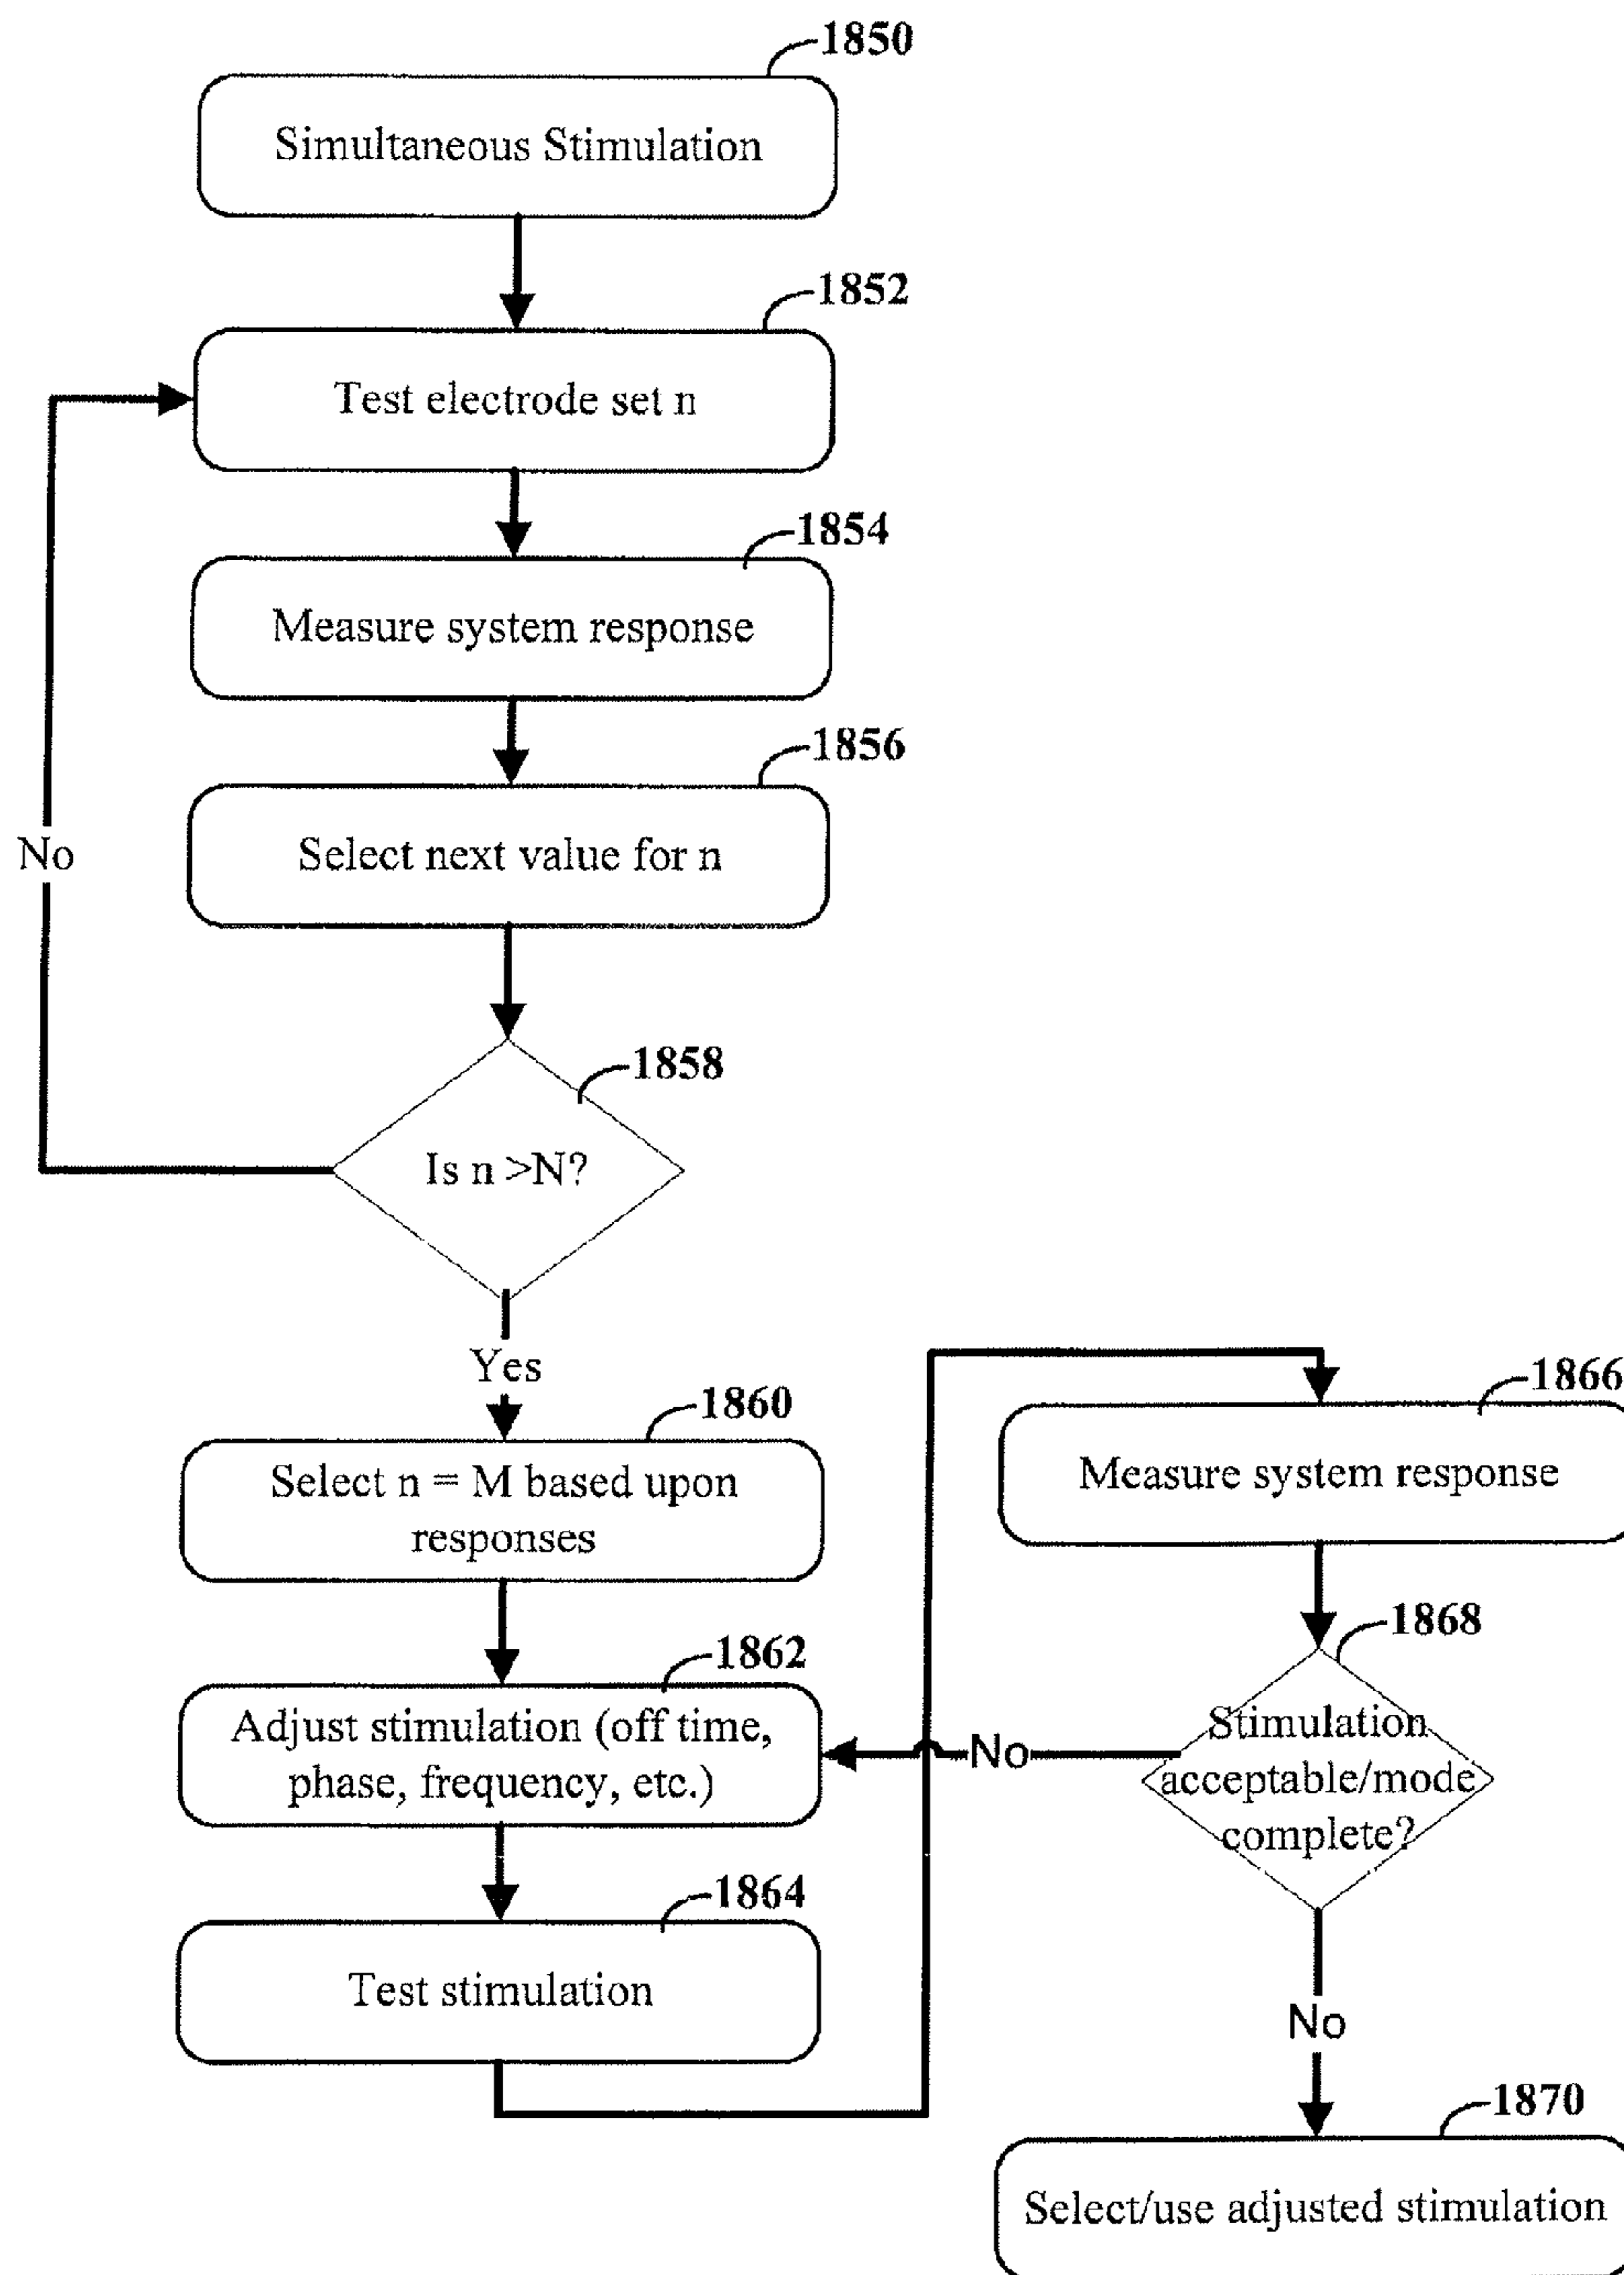 1850
Simultaneous Stimulation
1852
Test electrode set n
1854
Measure system response
1856
Select next value for n
No
1858
Is n >N?
Yes
1860
Select n = M based upon
responses
1862
Adjust stimulation (off time,
phase, frequency, etc.)
1864
Test stimulation
1866
Measure system response
1868
Stimulation
acceptable/mode
complete?
No
No
1870
Select/use adjusted stimulation